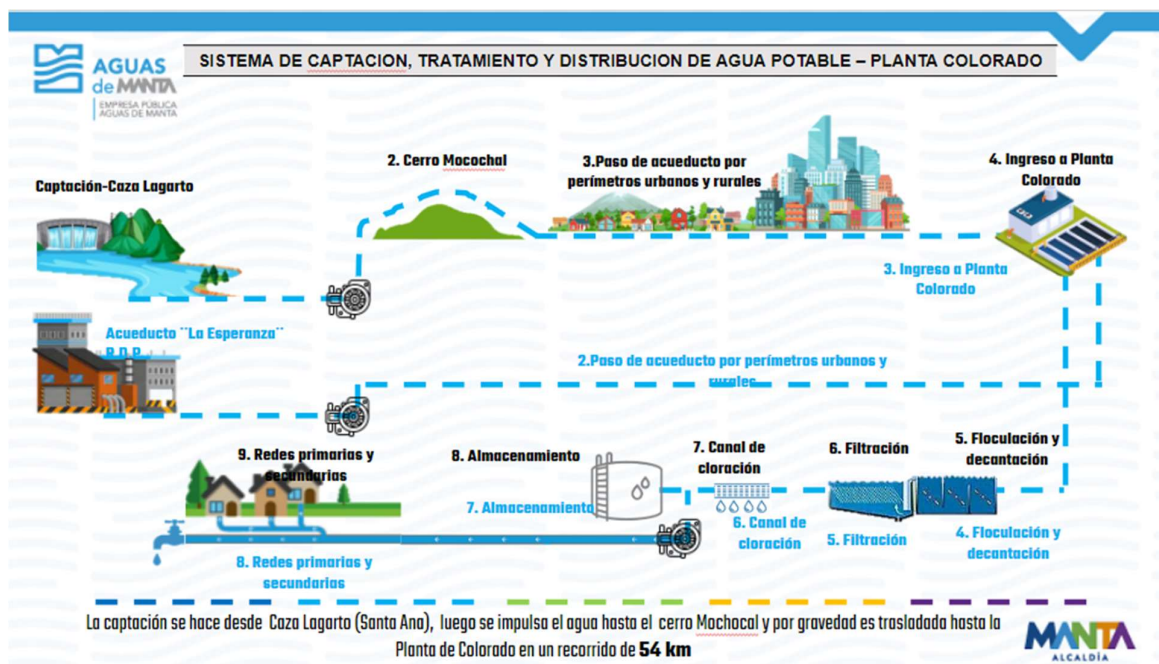 AGUAS
de MANTA
EMPRESA PÚBLICA
AGUAS DE MANTA
SISTEMA DE CAPTACION, TRATAMIENTO Y DISTRIBUCION DE AGUA POTABLE – PLANTA COLORADO
Captación-Caza Lagarto
2. Cerro Mocochal
3.Paso de acueducto por
perímetros urbanos y rurales
4. Ingreso a Planta
Colorado
3. Ingreso a Planta
Colorado
Acueducto ¨La Esperanza¨
R.D.P
2.Paso de acueducto por perímetros urbanos y
rurales
9. Redes primarias y
secundarias
8. Almacenamiento
7. Canal de
cloración
6. Filtración
5. Floculación y
decantación
7. Almacenamiento
6. Canal de
cloración
5. Filtración
4. Floculación y
decantación
8. Redes primarias y
secundarias
La captación se hace desde Caza Lagarto (Santa Ana), luego se impulsa el agua hasta el cerro Mochocal y por gravedad es trasladada hasta la
Planta de Colorado en un recorrido de 54 km
MANTA
ALCALDÍA